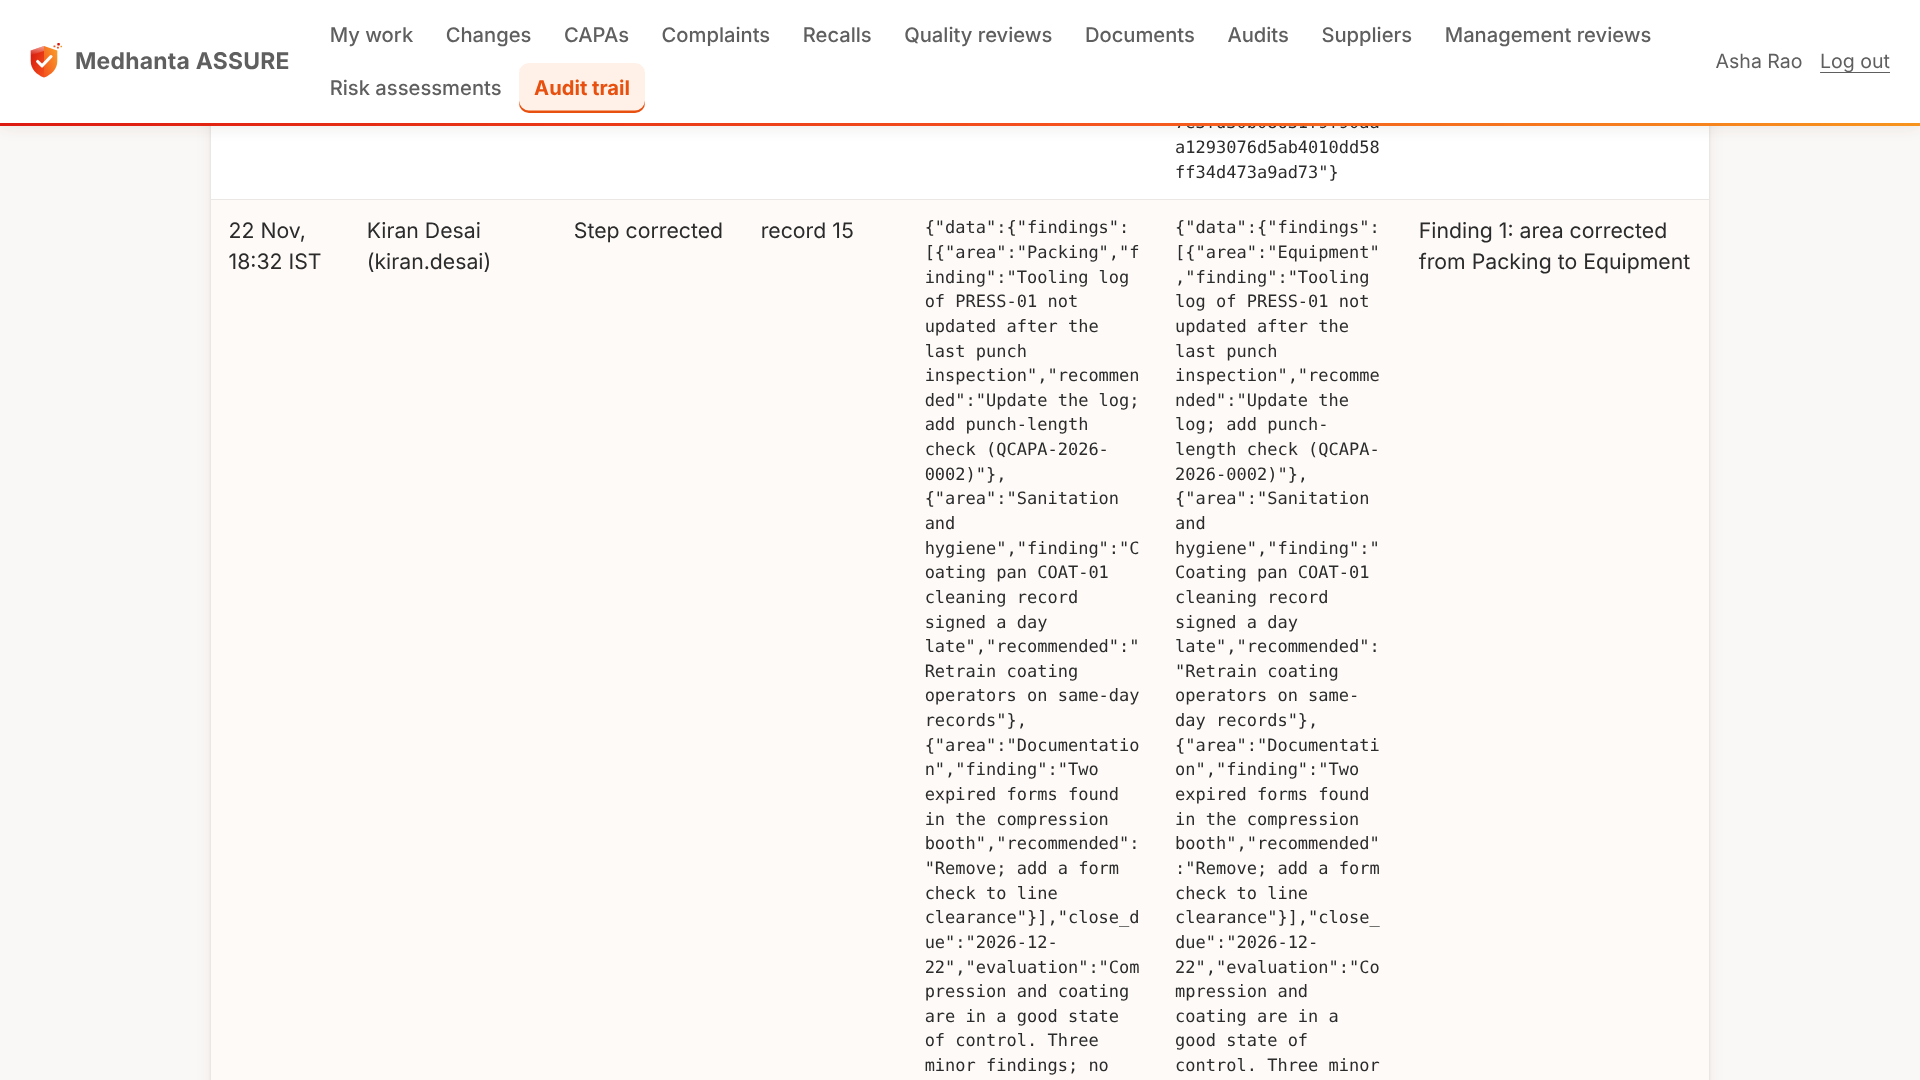 Medhanta ASSURE
My work
Changes
CAPAs
Complaints
Recalls
Quality reviews
Documents
Audits
Suppliers
Management reviews
Risk assessments
Audit trail
Asha Rao
Log out
a1293076d5ab4010dd58
ff34d473a9ad73"}
22 Nov,
18:32 IST
Kiran Desai
(kiran.desai)
Step corrected
record 15
{"data":{"findings":
[{"area":"Packing","f
inding":"Tooling log
of PRESS-01 not
updated after the
last punch
inspection","recommen
ded":"Update the log;
add punch-length
check (QCAPA-2026-
0002)"},
{"area":"Sanitation
and
hygiene","finding":"C
oating pan COAT-01
cleaning record
signed a day
late","recommended":"
Retrain coating
operators on same-day
records"},
{"area":"Documentatio
n","finding":"Two
expired forms found
in the compression
booth","recommended":
"Remove; add a form
check to line
clearance"}],"close_d
ue":"2026-12-
22","evaluation":"Com
pression and coating
are in a good state
of control. Three
minor findings; no
{"data":{"findings":
[{"area":"Equipment"
,"finding":"Tooling
log of PRESS-01 not
updated after the
last punch
inspection","recomme
nded":"Update the
log; add punch-
length check (QCAPA-
2026-0002)"},
{"area":"Sanitation
and
hygiene","finding":"
Coating pan COAT-01
cleaning record
signed a day
late","recommended":
"Retrain coating
operators on same-
day records"},
{"area":"Documentati
on","finding":"Two
expired forms found
in the compression
booth","recommended"
:"Remove; add a form
check to line
clearance"}],"close_
due":"2026-12-
22","evaluation":"Co
mpression and
coating are in a
good state of
control. Three minor
Finding 1: area corrected
from Packing to Equipment